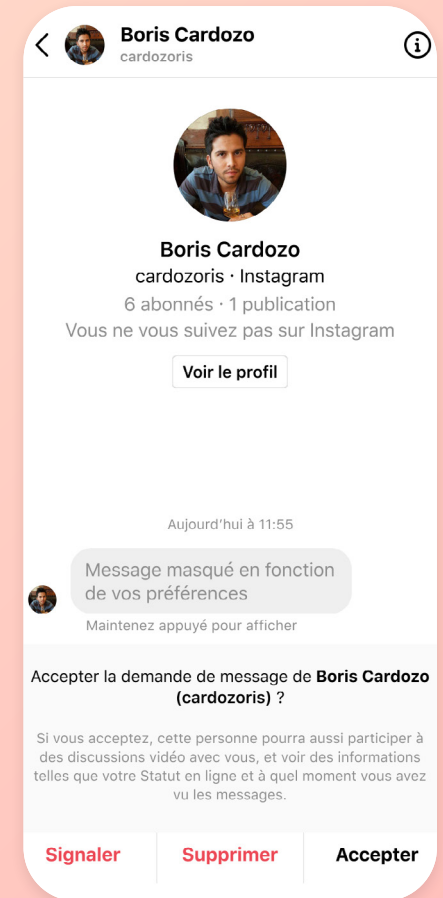 Boris Cardozo
cardozoris
Boris Cardozo
cardozoris · Instagram
6 abonnés · 1 publication
Vous ne vous suivez pas sur Instagram
Voir le profil
Aujourd'hui à 11:55
Message masqué en fonction
de vos préférences
Maintenez appuyé pour afficher
Accepter la demande de message de Boris Cardozo
(cardozoris) ?
Si vous acceptez, cette personne pourra aussi participer à
des discussions vidéo avec vous, et voir des informations
telles que votre Statut en ligne et à quel moment vous avez
vu les messages.
Signaler
Supprimer
Accepter